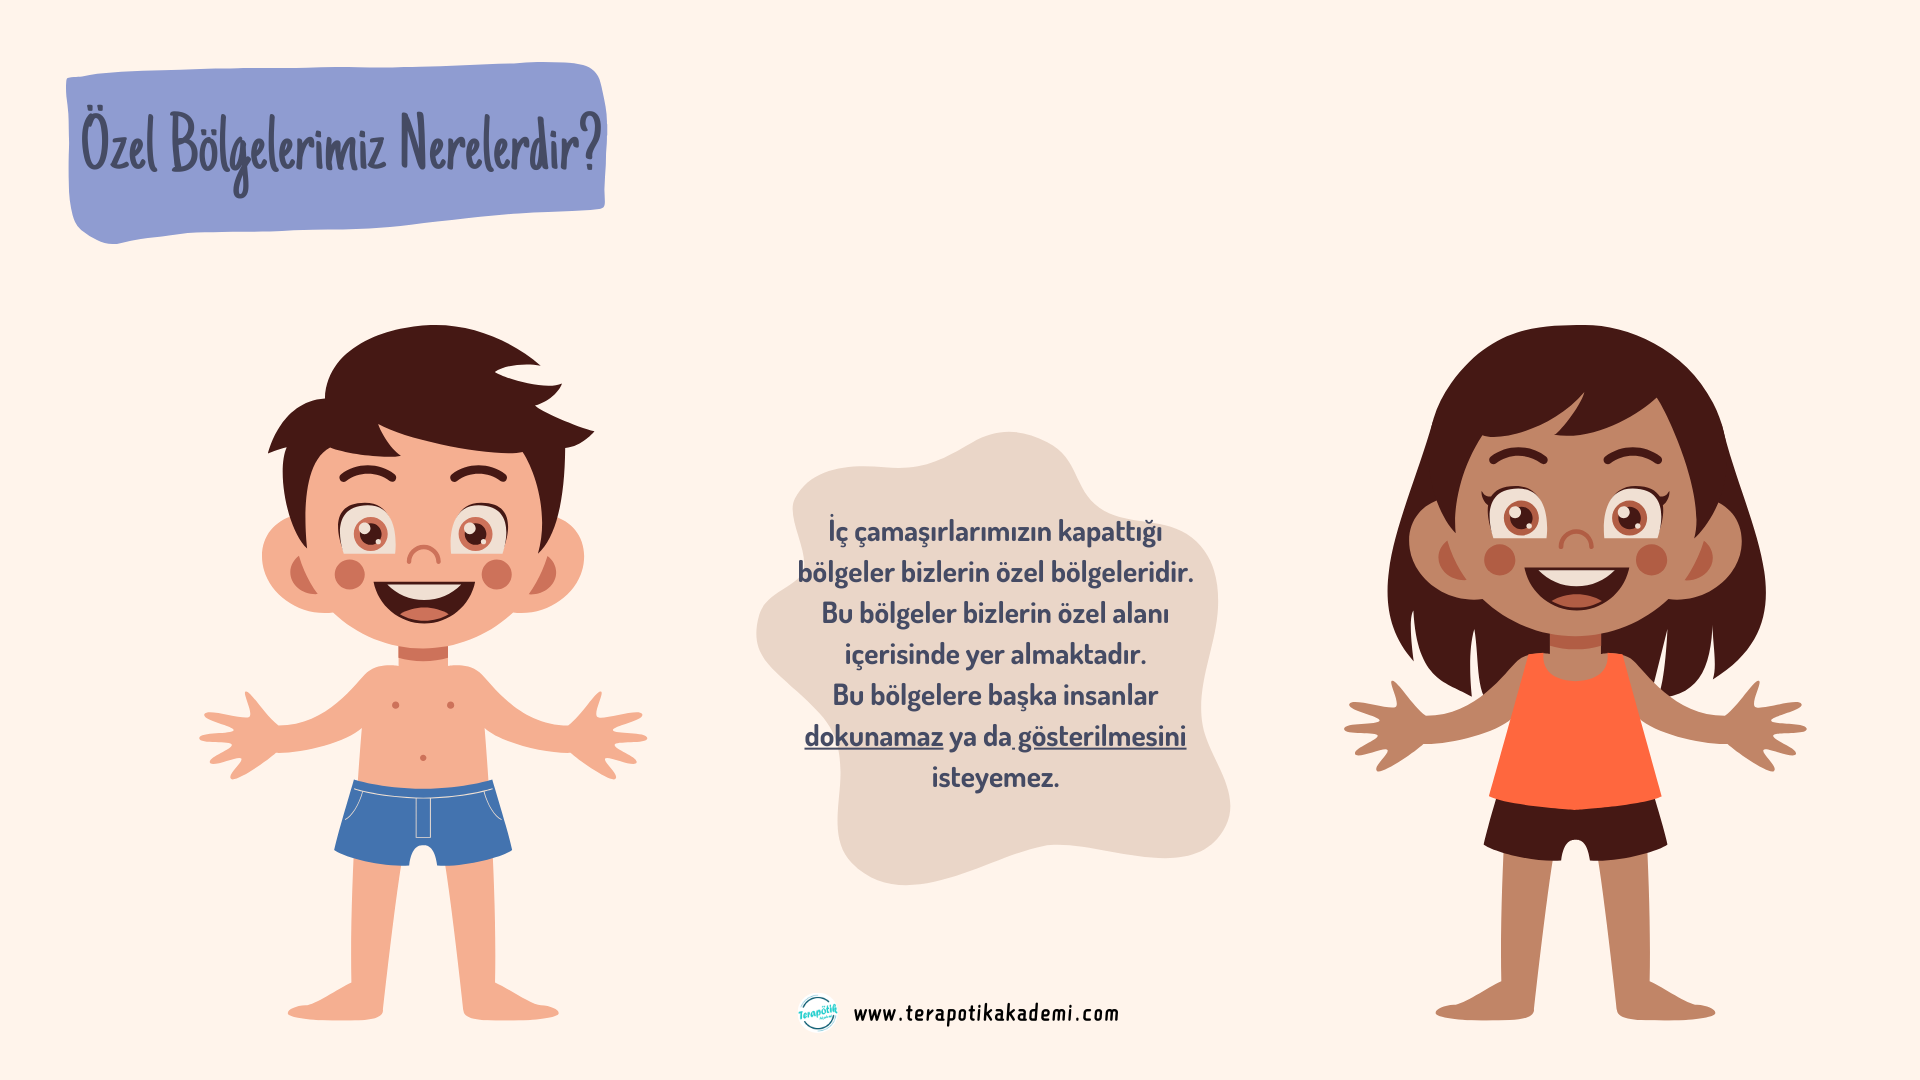 Özel Bölgelerimiz Nerelerdir?
İç çamaşırlarımızın kapattığı
bölgeler bizlerin özel bölgeleridir.
Bu bölgeler bizlerin özel alanı
içerisinde yer almaktadır.
Bu bölgelere başka insanlar
dokunamaz ya da gösterilmesini
isteyemez.
Terapötik
www.terapotikakademi.com